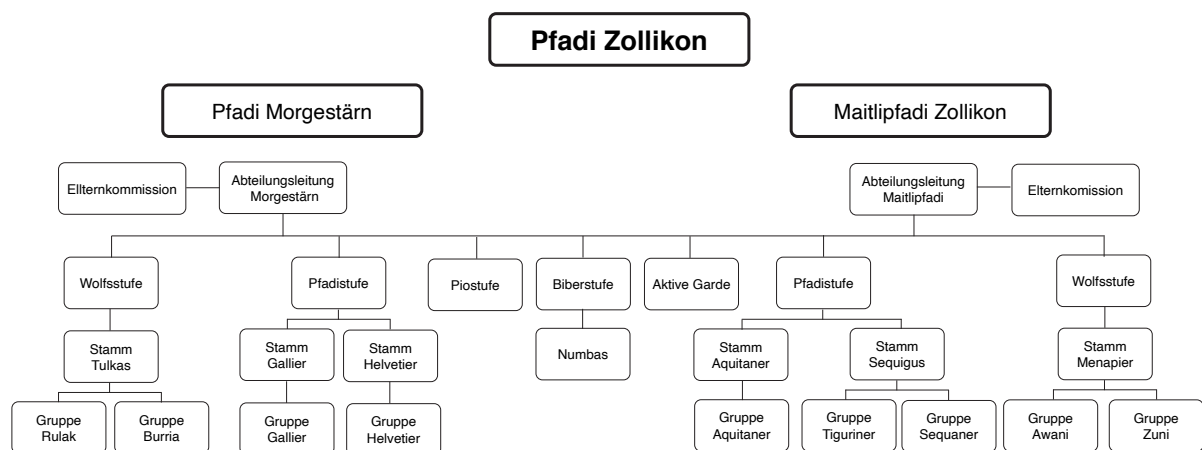 Pfadi Zollikon
Pfadi Morgestärn
Maitlipfadi Zollikon
Ellternkommission
Abteilungsleitung
Morgestärn
Abteilungsleitung
Maitlipfadi
Elternkomission
Wolfsstufe
Pfadistufe
Piostufe
Biberstufe
Aktive Garde
Pfadistufe
Wolfsstufe
Stamm
Tulkas
Stamm
Gallier
Stamm
Helvetier
Numbas
Stamm
Aquitaner
Stamm
Sequigus
Stamm
Menapier
Gruppe
Rulak
Gruppe
Burria
Gruppe
Gallier
Gruppe
Helvetier
Gruppe
Aquitaner
Gruppe
Tiguriner
Gruppe
Sequaner
Gruppe
Awani
Gruppe
Zuni